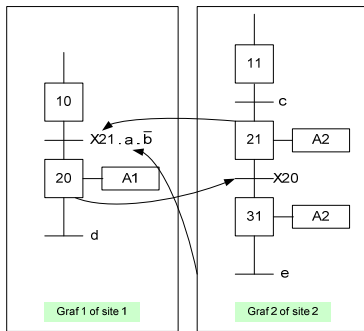 10
X21.a.b̅
20
A1
d
Graf 1 of site 1
11
c
21
A2
X20
31
A2
e
Graf 2 of site 2